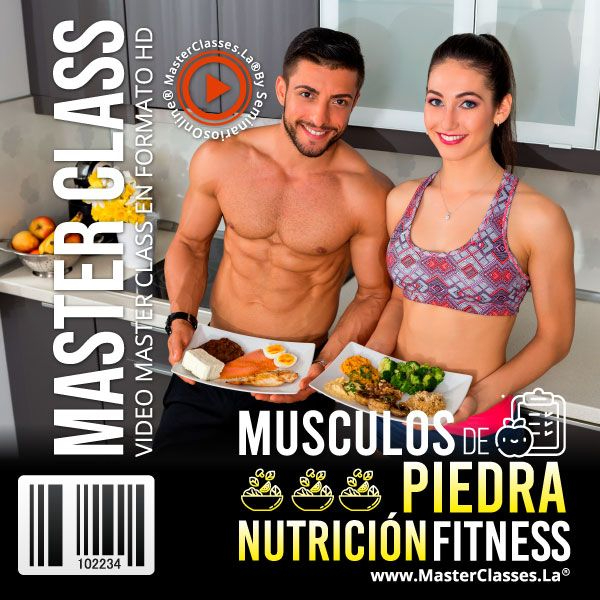 MASTER CLASS
VIDEO MASTER CLASS EN FORMATO HD
MasterClasses.La®By SeminariosOnline®
MUSCULOS DE
PIEDRA
NUTRICIÓN FITNESS
www.MasterClasses.La®
102234